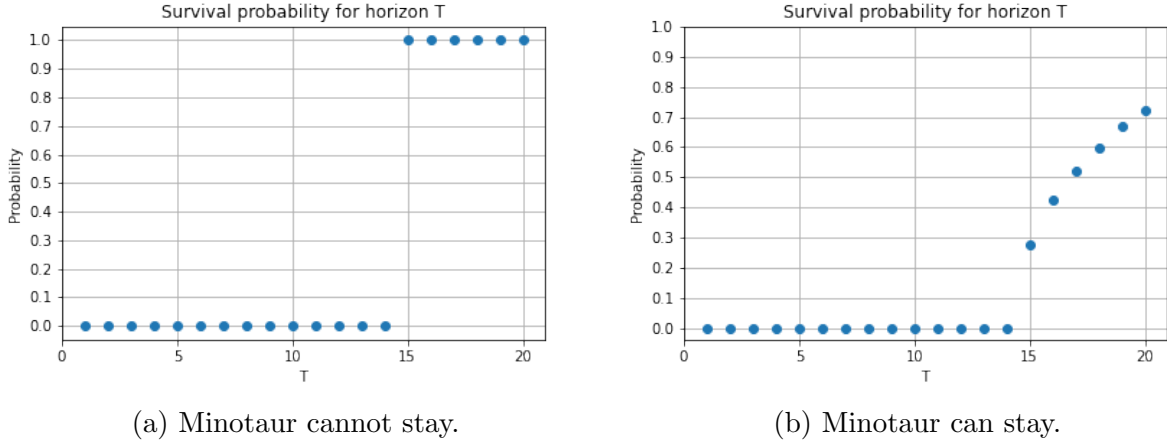 Survival probability for horizon T
1.0
0.9
0.8
0.7
0.6
0.5
0.4
0.3
0.2
0.1
0.0
Probability
0 5 10 15 20
T
(a) Minotaur cannot stay.
Survival probability for horizon T
1.0
0.9
0.8
0.7
0.6
0.5
0.4
0.3
0.2
0.1
0.0
Probability
0 5 10 15 20
T
(b) Minotaur can stay.